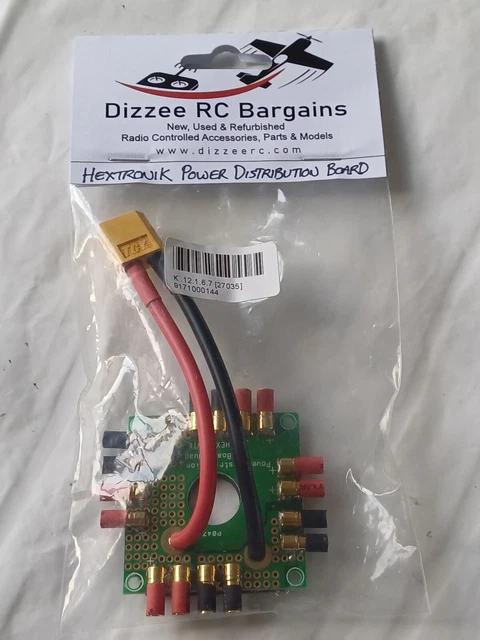 Dizzee RC Bargains
New, Used & Refurbished
Radio Controlled Accessories, Parts & Models
www.dizzeerc.com
HEXTRONIK POWER DISTRIBUTION BOARD
K .12.1.6.7 [27035]
9171000144